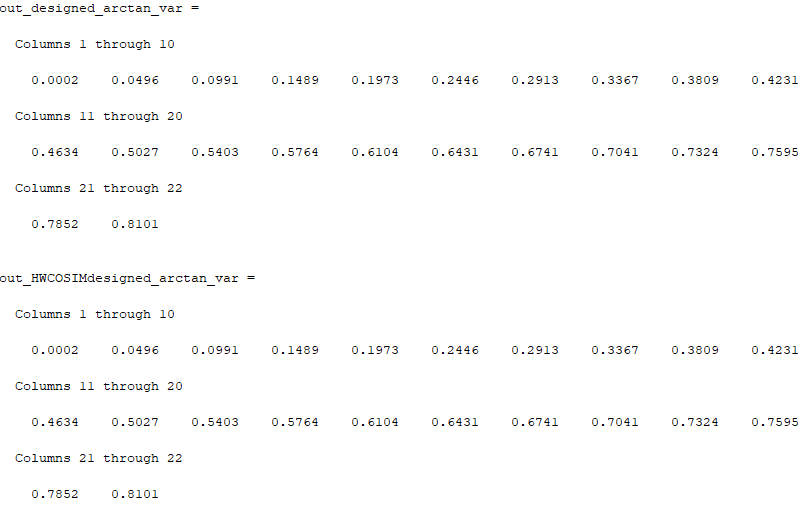 out_designed_arctan_var =
Columns 1 through 10
0.0002 0.0496 0.0991 0.1489 0.1973 0.2446 0.2913 0.3367 0.3809 0.4231
Columns 11 through 20
0.4634 0.5027 0.5403 0.5764 0.6104 0.6431 0.6741 0.7041 0.7324 0.7595
Columns 21 through 22
0.7852 0.8101
out_HWCOSIMdesigned_arctan_var =
Columns 1 through 10
0.0002 0.0496 0.0991 0.1489 0.1973 0.2446 0.2913 0.3367 0.3809 0.4231
Columns 11 through 20
0.4634 0.5027 0.5403 0.5764 0.6104 0.6431 0.6741 0.7041 0.7324 0.7595
Columns 21 through 22
0.7852 0.8101